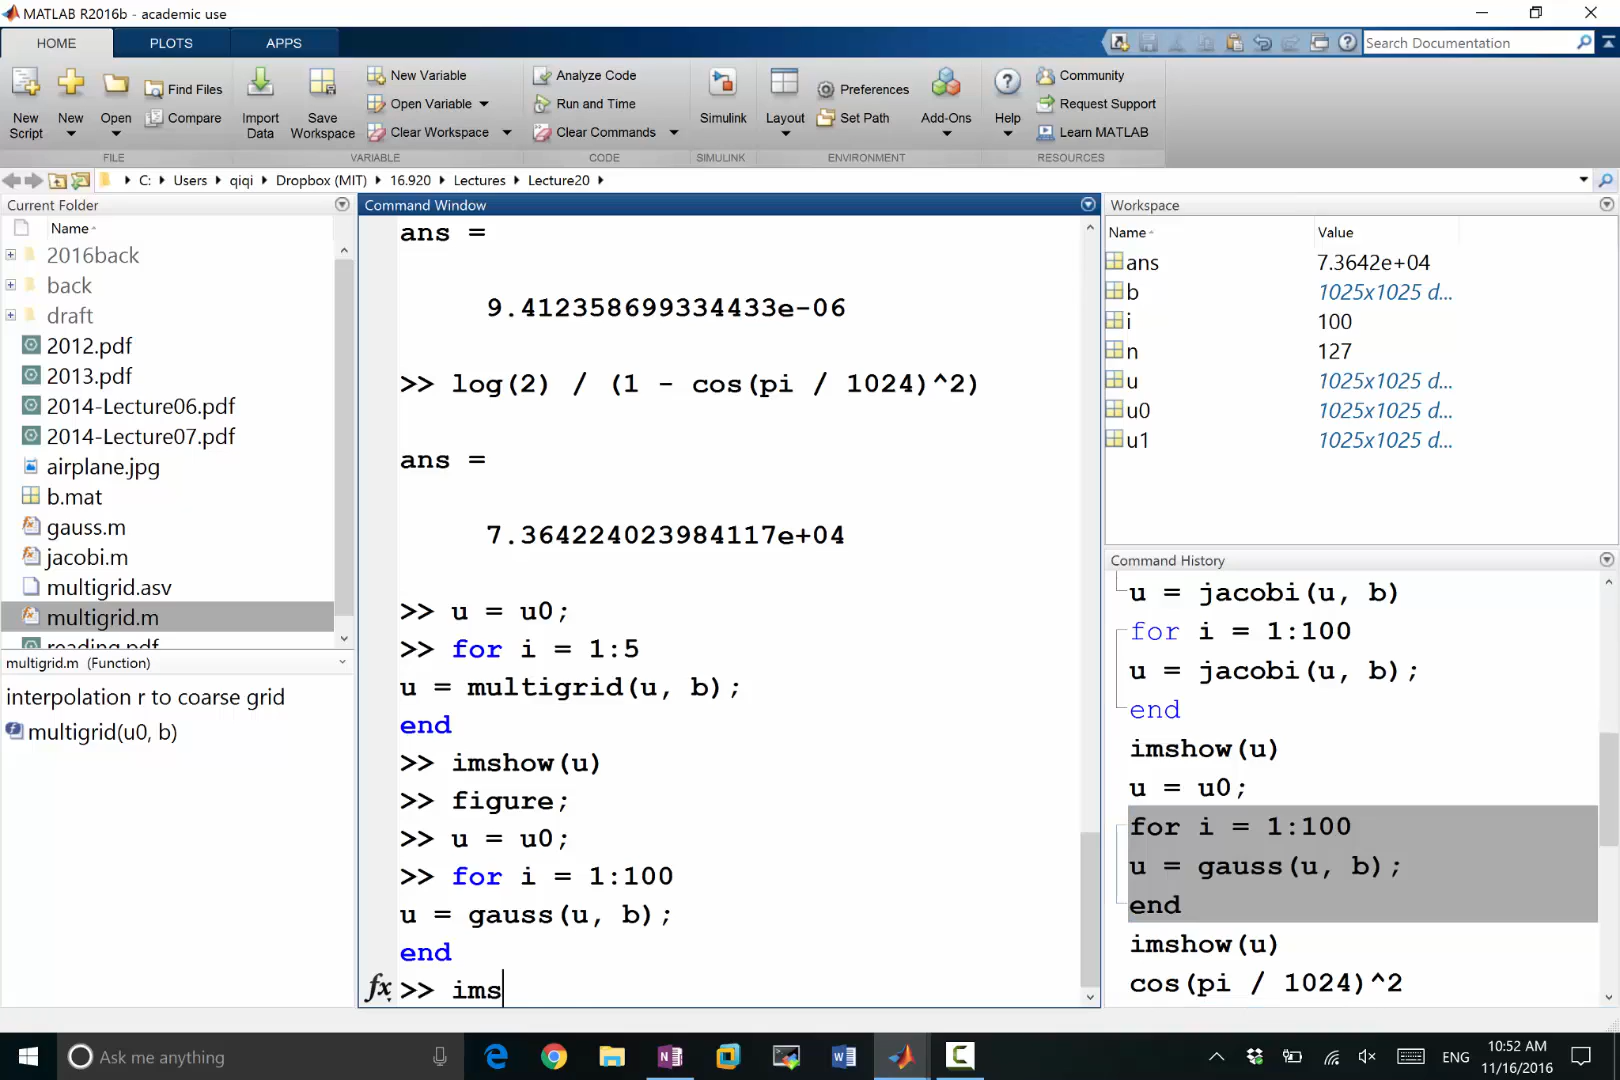 MATLAB R2016b - academic use
HOME PLOTS APPS
Search Documentation
New Script
New
Open
Find Files
Compare
FILE
Import Data
Save Workspace
New Variable
Open Variable
Clear Workspace
VARIABLE
Analyze Code
Run and Time
Clear Commands
CODE
Simulink
SIMULINK
Layout
Preferences
Set Path
Add-Ons
ENVIRONMENT
Help
Community
Request Support
Learn MATLAB
RESOURCES
C: Users qiqi Dropbox (MIT) 16.920 Lectures Lecture20
Current Folder
Name
2016back
back
draft
2012.pdf
2013.pdf
2014-Lecture06.pdf
2014-Lecture07.pdf
airplane.jpg
b.mat
gauss.m
jacobi.m
multigrid.asv
multigrid.m
reading.pdf
multigrid.m (Function)
interpolation r to coarse grid
multigrid(u0, b)
Command Window
ans =
9.412358699334433e-06
>> log(2) / (1 - cos(pi / 1024)^2)
ans =
7.364224023984117e+04
>> u = u0;
>> for i = 1:5
u = multigrid(u, b);
end
>> imshow(u)
>> figure;
>> u = u0;
>> for i = 1:100
u = gauss(u, b);
end
fx >> ims
Workspace
Name Value
ans 7.3642e+04
b 1025x1025 d...
i 100
n 127
u 1025x1025 d...
u0 1025x1025 d...
u1 1025x1025 d...
Command History
u = jacobi(u, b)
for i = 1:100
u = jacobi(u, b);
end
imshow(u)
u = u0;
for i = 1:100
u = gauss(u, b);
end
imshow(u)
cos(pi / 1024)^2
Ask me anything
ENG
10:52 AM
11/16/2016